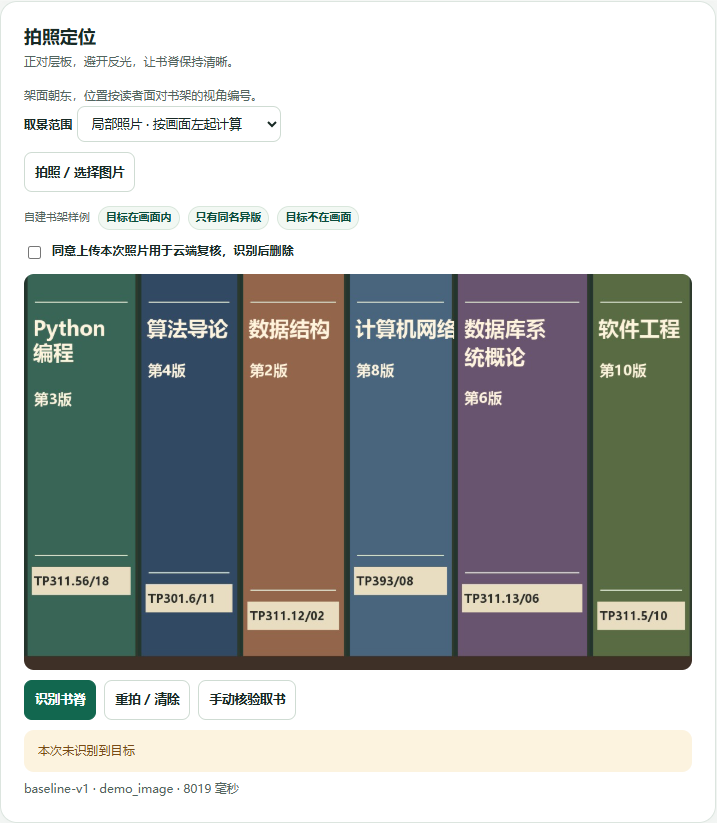 拍照定位
正对层板，避开反光，让书脊保持清晰。
架面朝东，位置按读者面对书架的视角编号。
取景范围 局部照片 · 按画面左起计算
拍照 / 选择图片
自建书架样例 目标在画面内 只有同名异版 目标不在画面
同意上传本次照片用于云端复核，识别后删除
Python
编程
第3版
TP311.56/18
算法导论
第4版
TP301.6/11
数据结构
第2版
TP311.12/02
计算机网络
第8版
TP393/08
数据库系
统概论
第6版
TP311.13/06
软件工程
第10版
TP311.5/10
识别书脊 重拍 / 清除 手动核验取书
本次未识别到目标
baseline-v1 · demo_image · 8019 毫秒